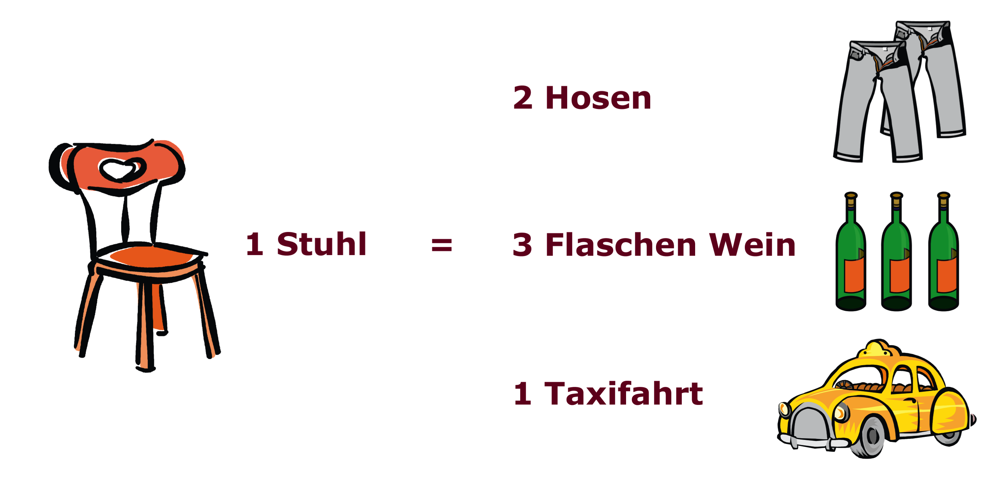 2 Hosen
1 Stuhl = 3 Flaschen Wein
1 Taxifahrt